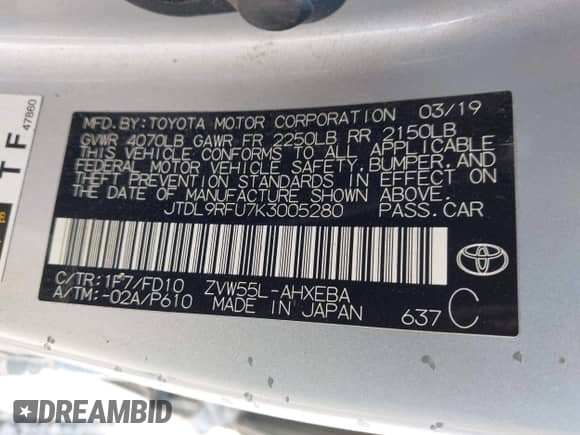 MFD. BY: TOYOTA MOTOR CORPORATION 03/19
GVWR 4070LB GAWR FR 2250LB RR 2150LB
THIS VEHICLE CONFORMS TO ALL APPLICABLE
FEDERAL MOTOR VEHICLE SAFETY, BUMPER, AND
THEFT PREVENTION STANDARDS IN EFFECT ON
THE DATE OF MANUFACTURE SHOWN ABOVE.
JTDL9RFU7K3005280 PASS. CAR
C/TR: 1F7/FD10 ZVW55L-AHXEBA
A/TM: -02A/P610 MADE IN JAPAN
637 C
TOYOTA
T F
47860
DREAMBID